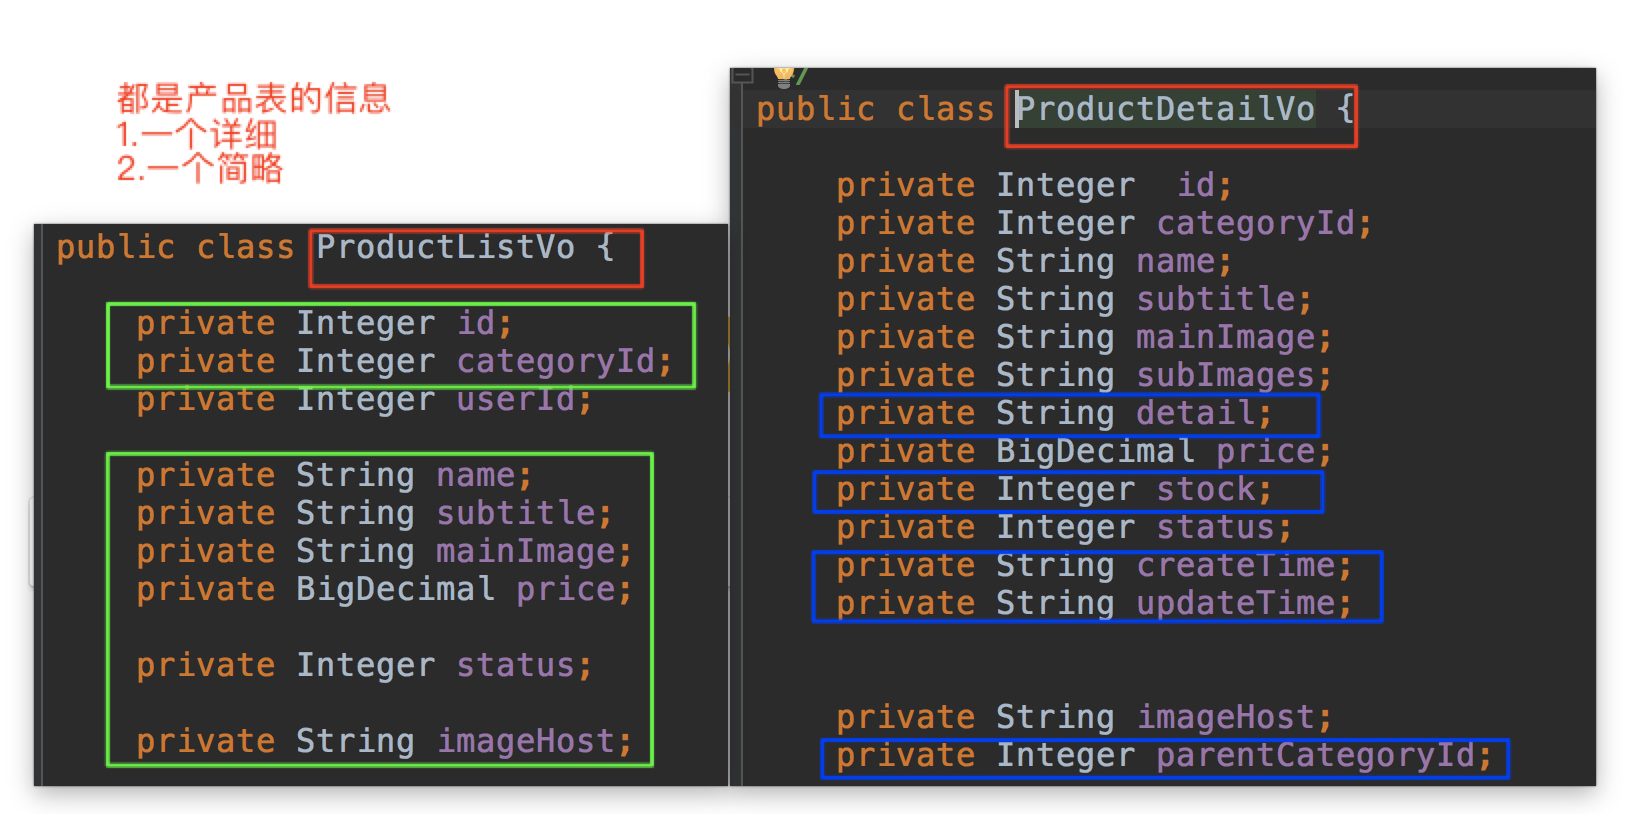 都是产品表的信息
1.一个详细
2.一个简略
public class ProductListVo {
private Integer id;
private Integer categoryId;
private Integer userId;
private String name;
private String subtitle;
private String mainImage;
private BigDecimal price;
private Integer status;
private String imageHost;
*/
public class ProductDetailVo {
private Integer  id;
private Integer categoryId;
private String name;
private String subtitle;
private String mainImage;
private String subImages;
private String detail;
private BigDecimal price;
private Integer stock;
private Integer status;
private String createTime;
private String updateTime;
private String imageHost;
private Integer parentCategoryId;